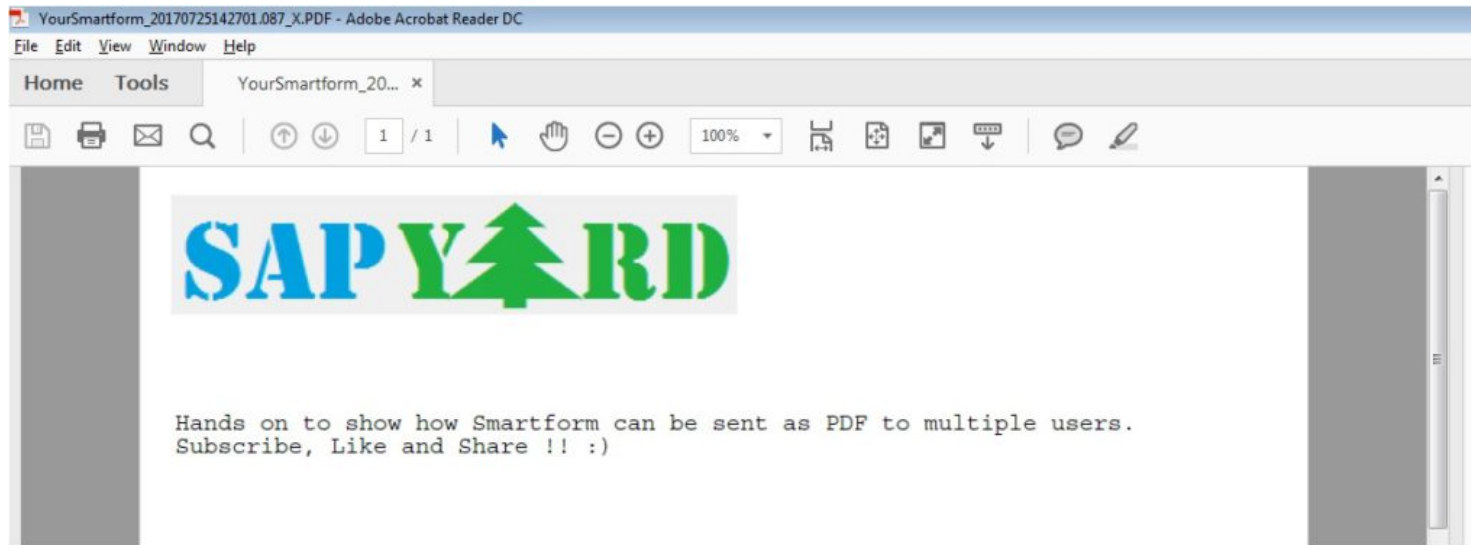 YourSmartform_20170725142701.087_X.PDF - Adobe Acrobat Reader DC
File Edit View Window Help
Home Tools YourSmartform_20... ×
1 / 1 100%
SAPYARD
Hands on to show how Smartform can be sent as PDF to multiple users.
Subscribe, Like and Share !! :)